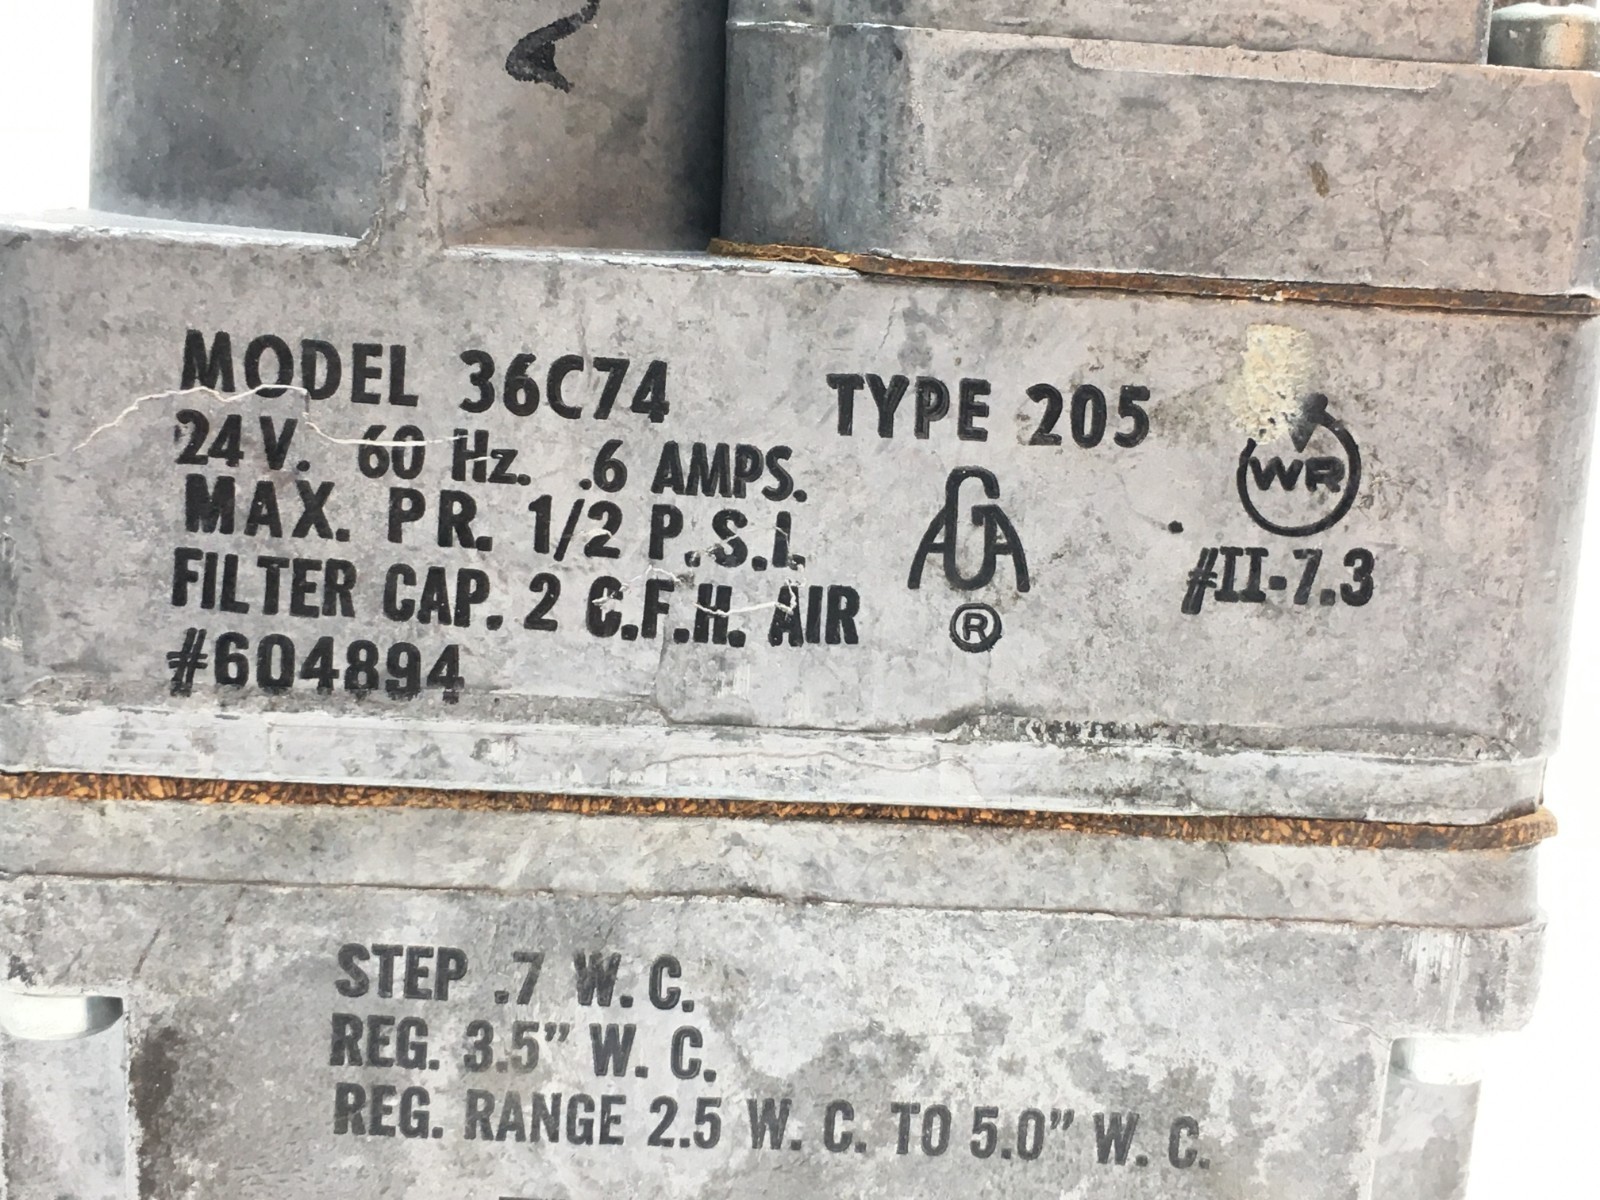 MODEL 36C74 TYPE 205
24 V. 60 Hz. .6 AMPS.
MAX. PR. 1/2 P.S.I.
FILTER CAP. 2 C.F.H. AIR
#604894
AGA
®
WR
#II-7.3
STEP .7 W. C.
REG. 3.5" W. C.
REG. RANGE 2.5 W. C. TO 5.0" W. C.